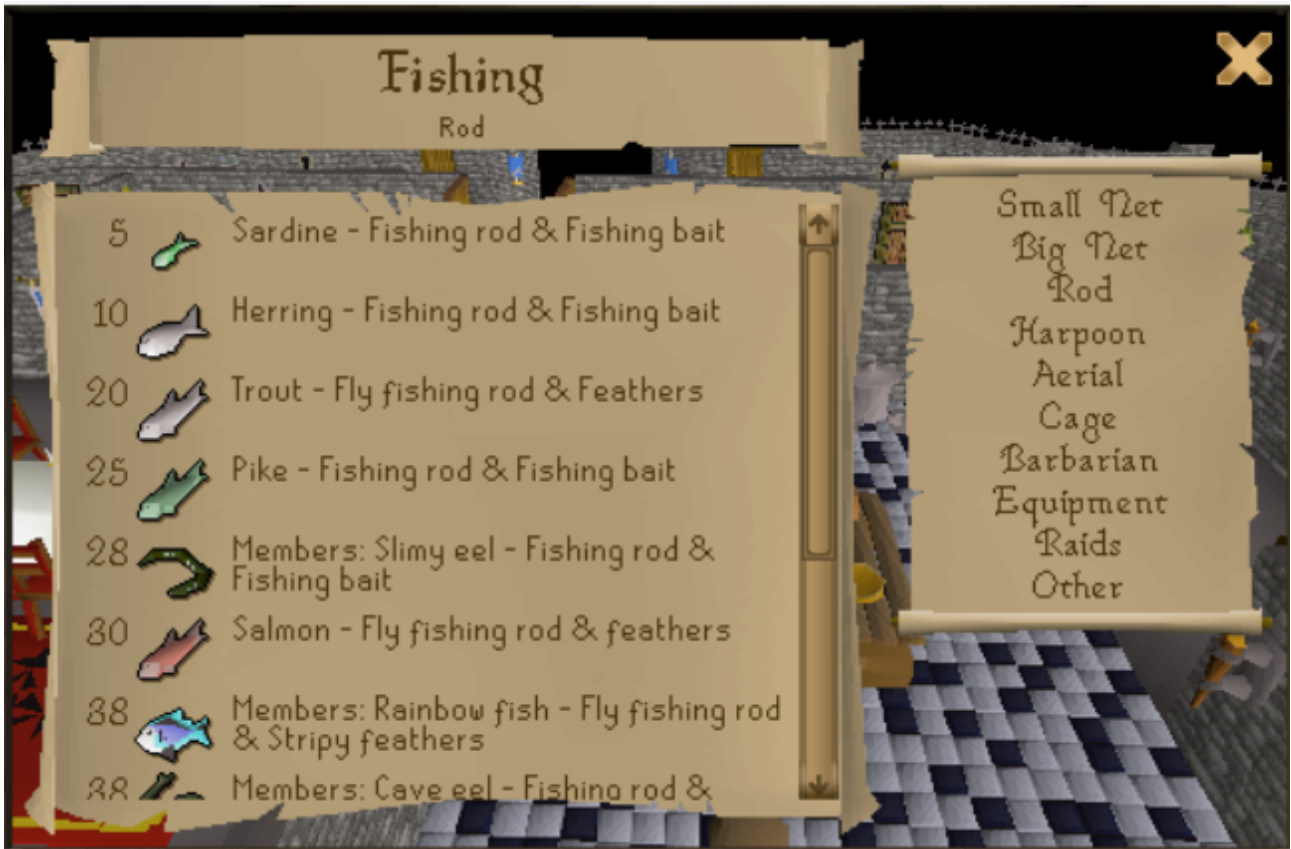 Fishing
Rod
5 Sardine - Fishing rod & Fishing bait
10 Herring - Fishing rod & Fishing bait
20 Trout - Fly fishing rod & Feathers
25 Pike - Fishing rod & Fishing bait
28 Members: Slimy eel - Fishing rod &
Fishing bait
30 Salmon - Fly fishing rod & feathers
38 Members: Rainbow fish - Fly fishing rod
& Stripy feathers
38 Members: Cave eel - Fishing rod &
Small Net
Big Net
Rod
Harpoon
Aerial
Cage
Barbarian
Equipment
Raids
Other